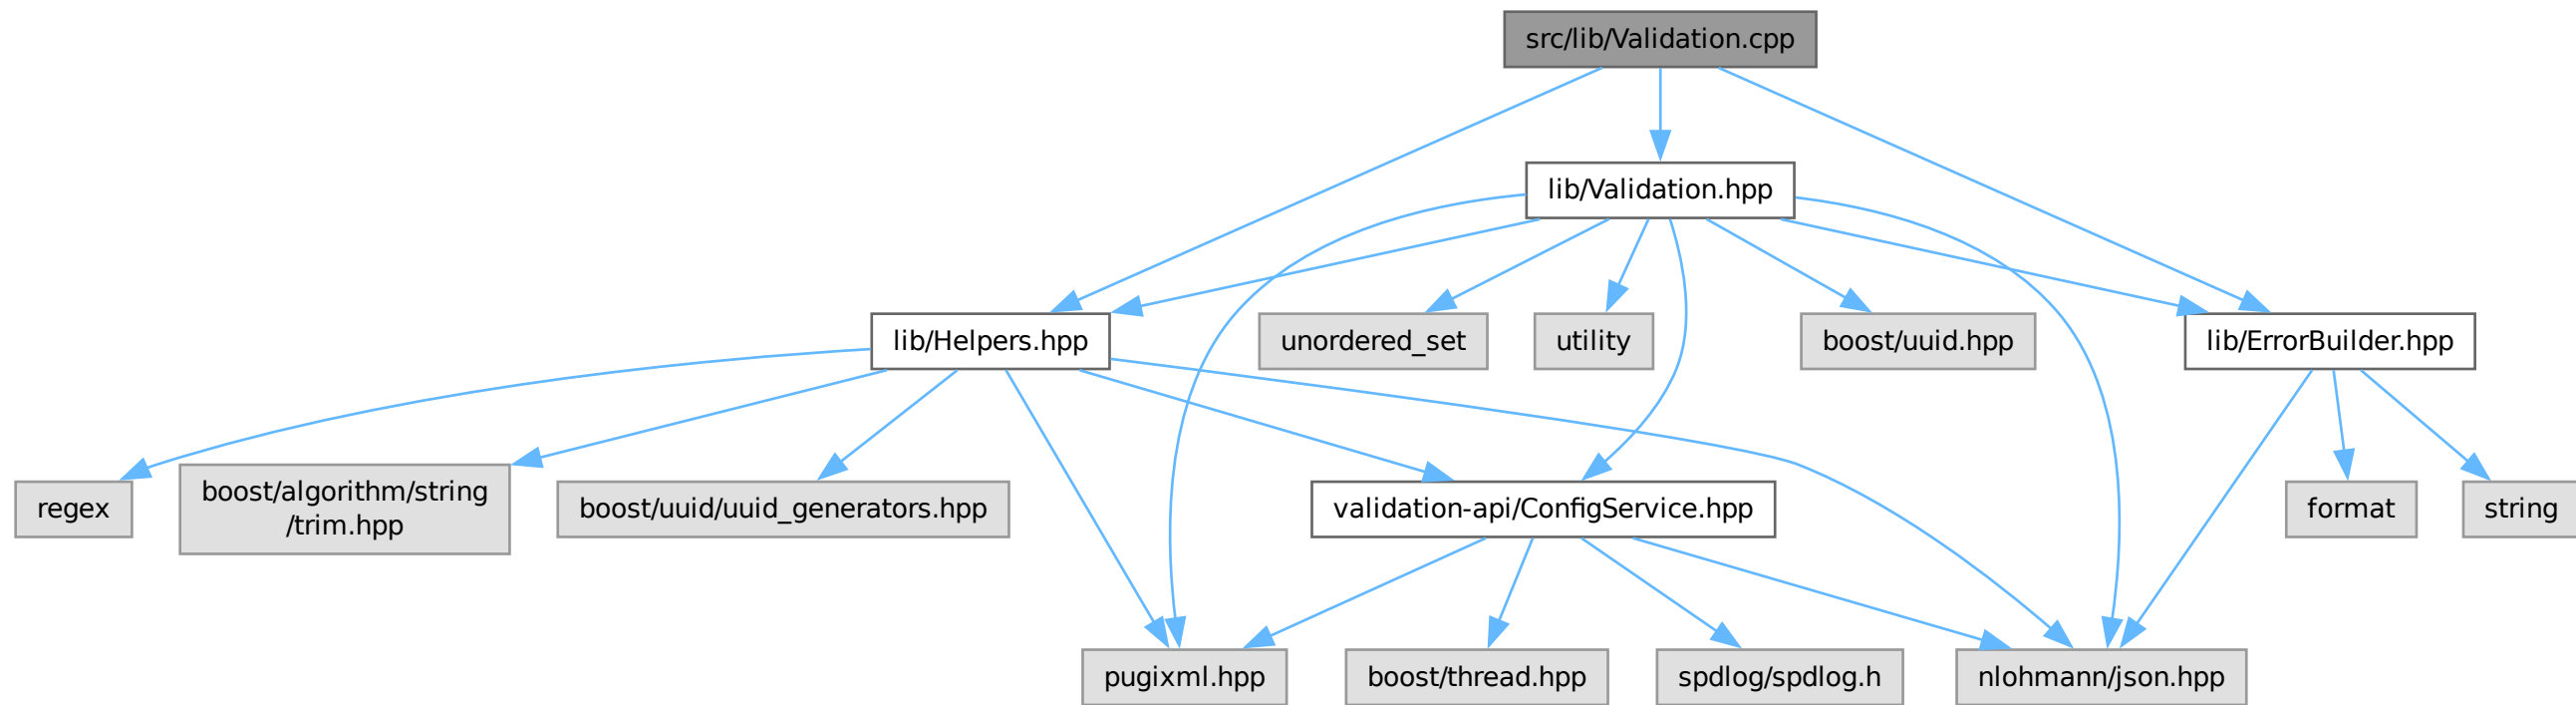 src/lib/Validation.cpp
lib/Validation.hpp
lib/Helpers.hpp
unordered_set
utility
boost/uuid.hpp
lib/ErrorBuilder.hpp
regex
boost/algorithm/string
/trim.hpp
boost/uuid/uuid_generators.hpp
validation-api/ConfigService.hpp
format
string
pugixml.hpp
boost/thread.hpp
spdlog/spdlog.h
nlohmann/json.hpp